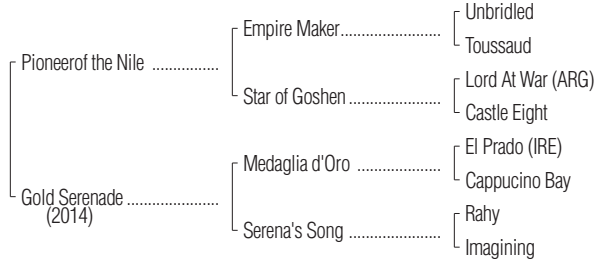 Unbridled
Empire Maker....................
Toussaud
Pioneerof the Nile .................
Lord At War (ARG)
Star of Goshen .....................
Castle Eight
El Prado (IRE)
Medaglia d'Oro ...................
Cappucino Bay
Gold Serenade .....................
(2014)
Rahy
Serena's Song .....................
Imagining